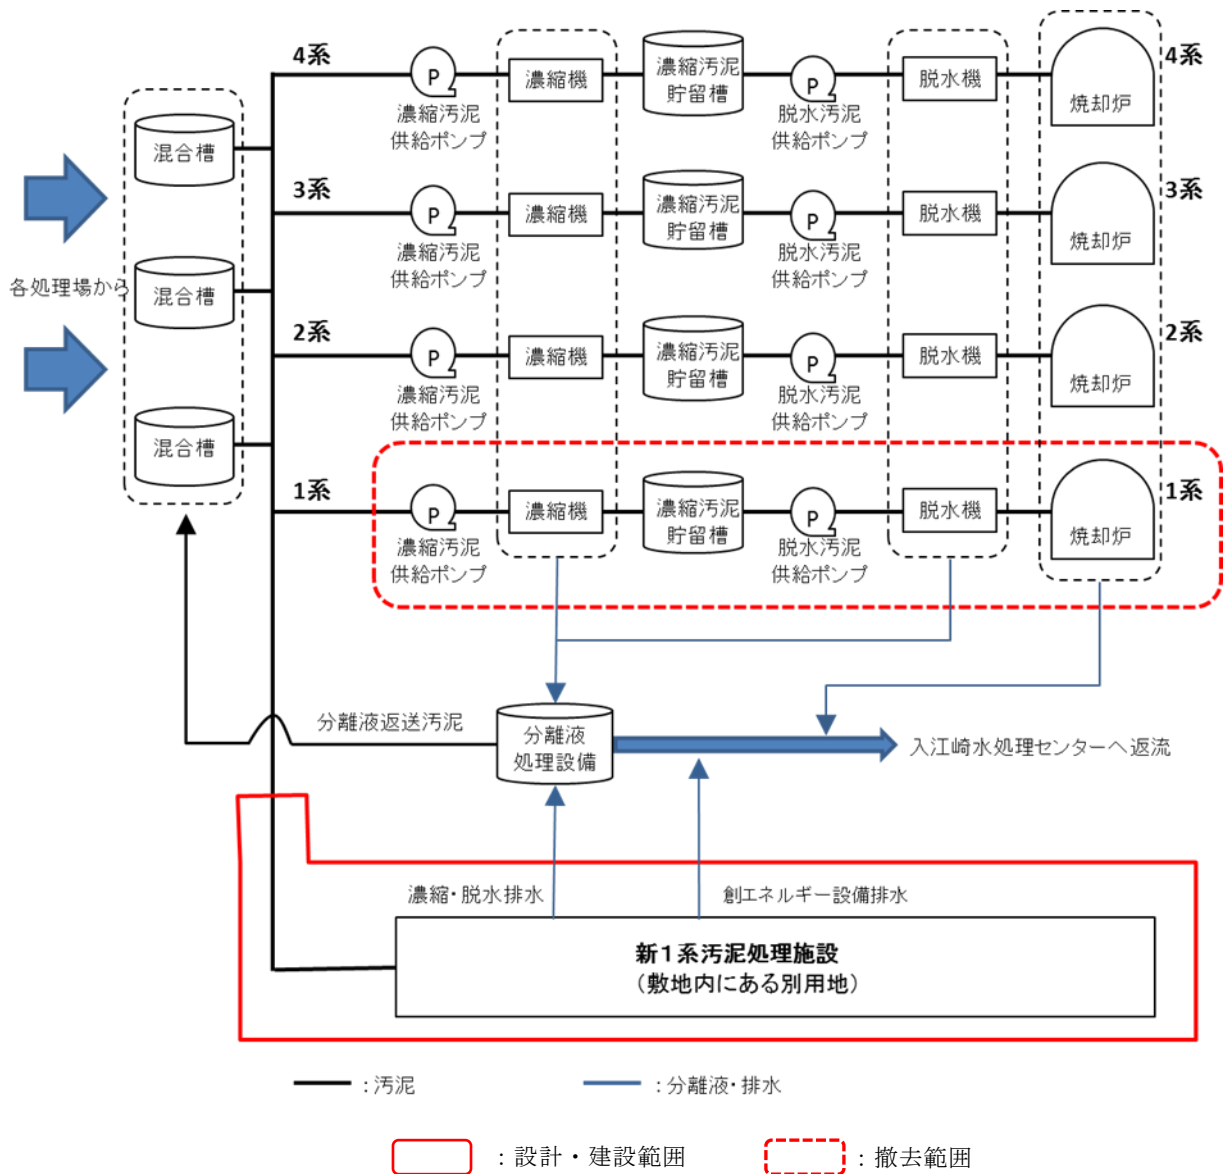 4系
P
濃縮汚泥
供給ポンプ
濃縮機
濃縮汚泥
貯留槽
P
脱水汚泥
供給ポンプ
脱水機
焼却炉
4系
混合槽
3系
P
濃縮汚泥
供給ポンプ
濃縮機
濃縮汚泥
貯留槽
P
脱水汚泥
供給ポンプ
脱水機
焼却炉
3系
各処理場から
混合槽
2系
P
濃縮汚泥
供給ポンプ
濃縮機
濃縮汚泥
貯留槽
P
脱水汚泥
供給ポンプ
脱水機
焼却炉
2系
混合槽
1系
P
濃縮汚泥
供給ポンプ
濃縮機
濃縮汚泥
貯留槽
P
脱水汚泥
供給ポンプ
脱水機
焼却炉
1系
分離液返送汚泥
分離液
処理設備
入江崎水処理センターへ返流
濃縮・脱水排水
創エネルギー設備排水
新1系汚泥処理施設
（敷地内にある別用地）
：汚泥
：分離液・排水
：設計・建設範囲
：撤去範囲